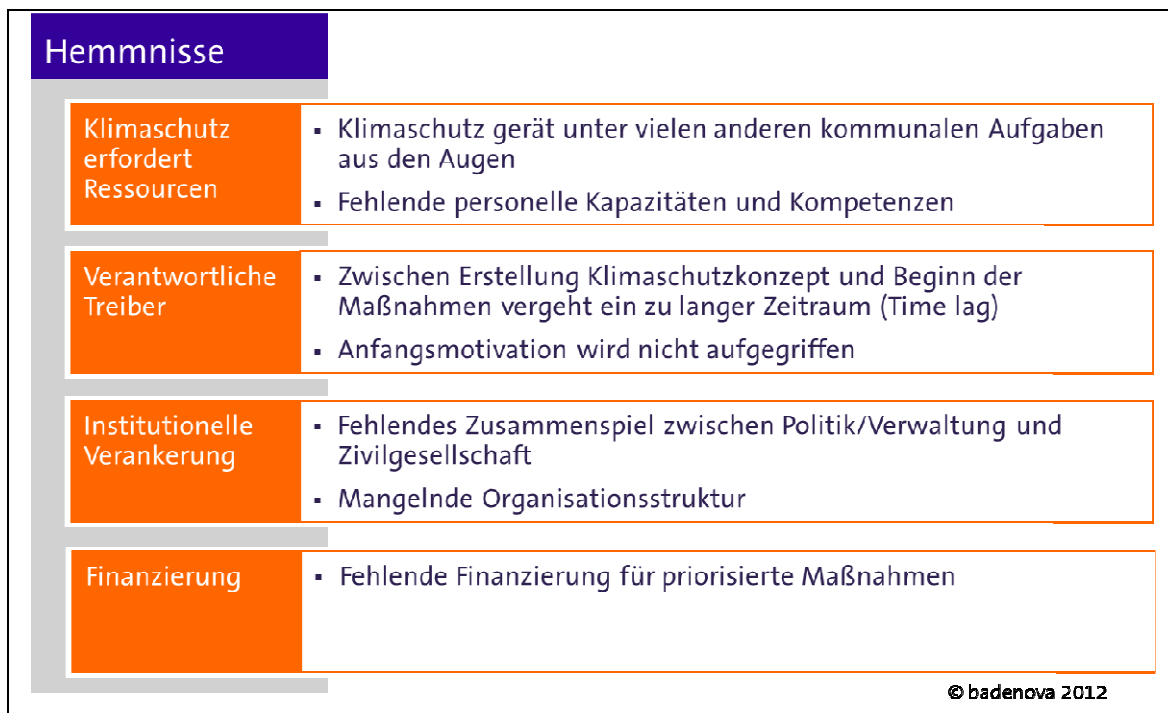 Hemmnisse
Klimaschutz
erfordert
Ressourcen
▪ Klimaschutz gerät unter vielen anderen kommunalen Aufgaben
aus den Augen
▪ Fehlende personelle Kapazitäten und Kompetenzen
Verantwortliche
Treiber
▪ Zwischen Erstellung Klimaschutzkonzept und Beginn der
Maßnahmen vergeht ein zu langer Zeitraum (Time lag)
▪ Anfangsmotivation wird nicht aufgegriffen
Institutionelle
Verankerung
▪ Fehlendes Zusammenspiel zwischen Politik/Verwaltung und
Zivilgesellschaft
▪ Mangelnde Organisationsstruktur
Finanzierung
▪ Fehlende Finanzierung für priorisierte Maßnahmen
© badenova 2012